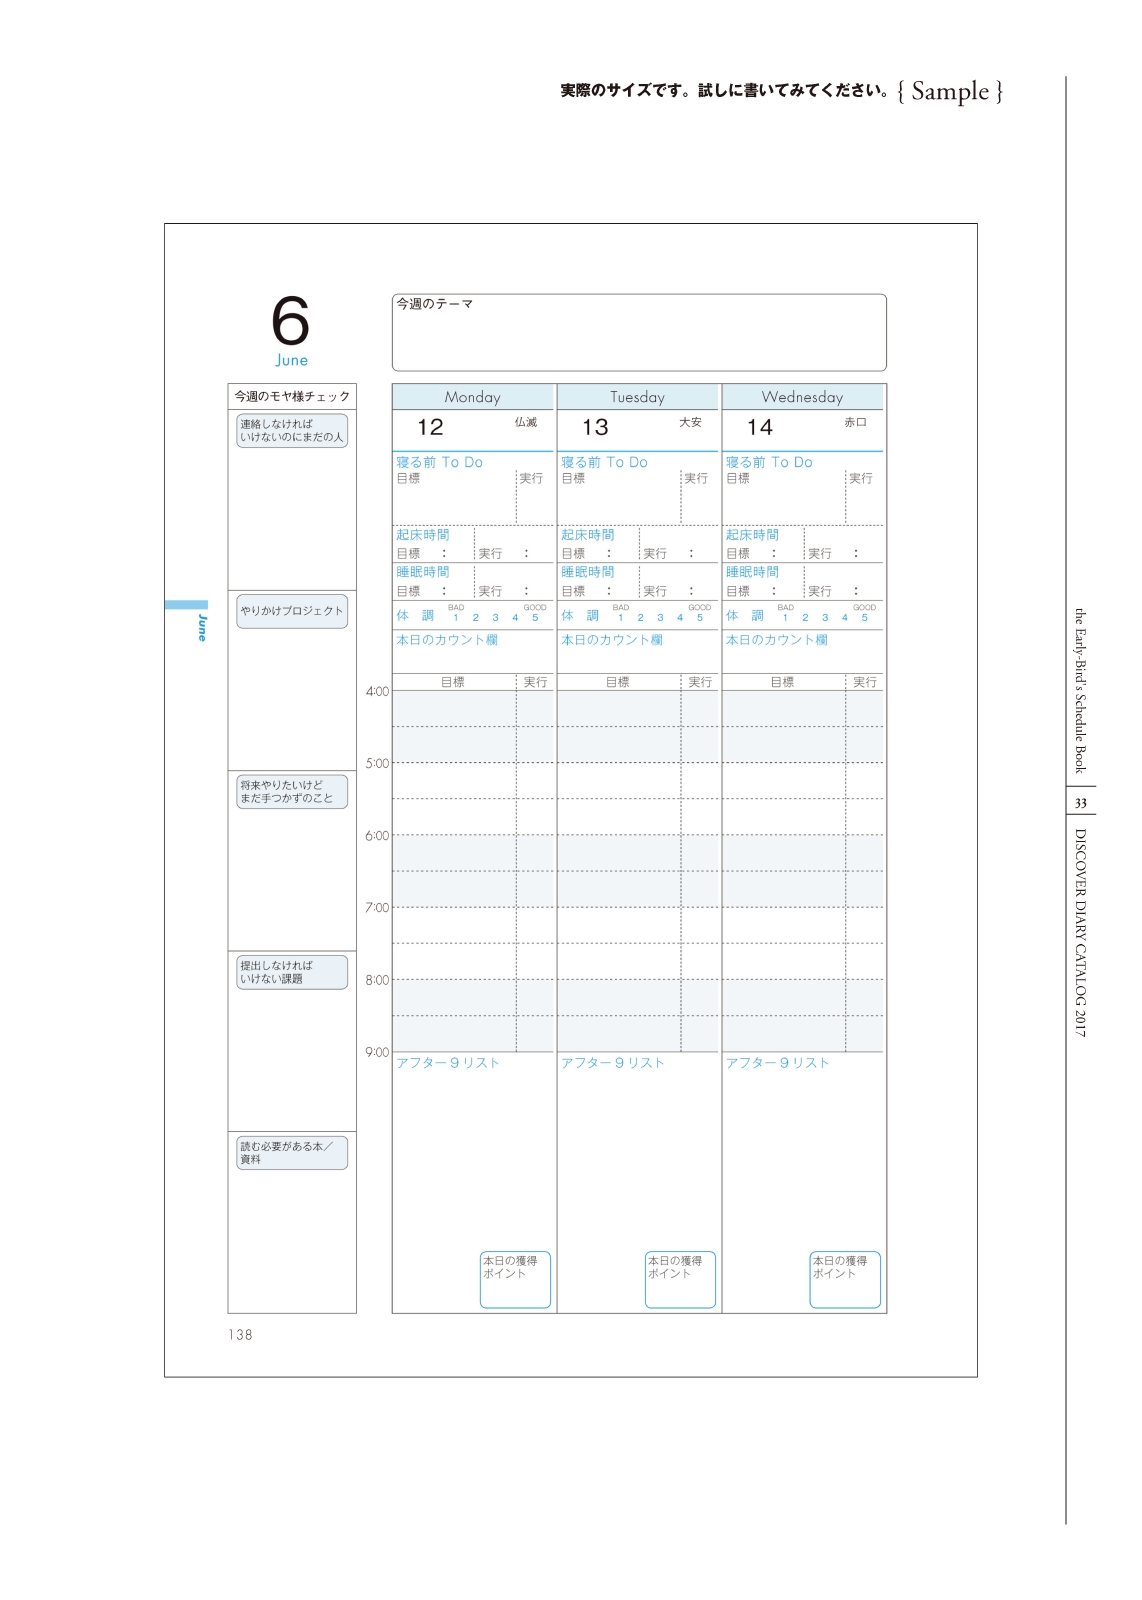 実際のサイズです。試しに書いてみてください。{ Sample }
6
June
今週のテーマ
今週のモヤ様チェック
連絡しなければ
いけないのにまだの人
やりかけプロジェクト
将来やりたいけど
まだ手つかずのこと
提出しなければ
いけない課題
読む必要がある本／
資料
June
Monday Tuesday Wednesday
12 仏滅 13 大安 14 赤口
寝る前 To Do 寝る前 To Do 寝る前 To Do
目標 実行 目標 実行 目標 実行
起床時間 起床時間 起床時間
目標 : 実行 : 目標 : 実行 : 目標 : 実行 :
睡眠時間 睡眠時間 睡眠時間
目標 : 実行 : 目標 : 実行 : 目標 : 実行 :
BAD GOOD BAD GOOD BAD GOOD
体 調 1 2 3 4 5 体 調 1 2 3 4 5 体 調 1 2 3 4 5
本日のカウント欄 本日のカウント欄 本日のカウント欄
目標 実行 目標 実行 目標 実行
4:00
5:00
6:00
7:00
8:00
9:00
アフター９リスト アフター９リスト アフター９リスト
本日の獲得 本日の獲得 本日の獲得
ポイント ポイント ポイント
138
the Early-Bird's Schedule Book
33
DISCOVER DIARY CATALOG 2017